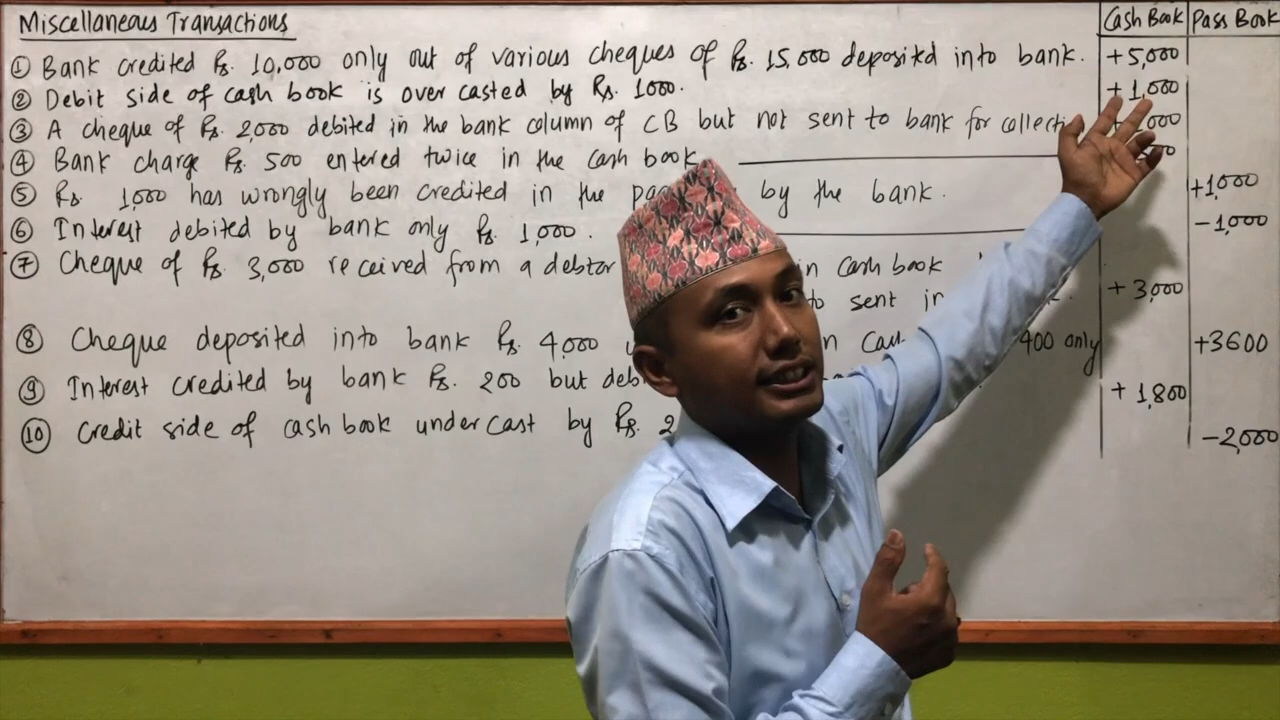 Miscellaneous Transactions Cash Book Pass Book
① Bank credited Rs. 10,000 only out of various cheques of Rs. 15,000 deposited into bank. +5,000
② Debit side of cash book is over casted by Rs. 1000. +1,000
③ A cheque of Rs. 2000 debited in the bank column of CB but not sent to bank for
④ Bank charge Rs. 500 entered twice in the cash book.
⑤ Rs. 1,000 has wrongly been credited in the by the bank. +1,000
⑥ Interest debited by bank only Rs. 1,000. -1,000
⑦ Cheque of Rs. 3,000 received from a debtor in cash book
to sent +3,000
⑧ Cheque deposited into bank Rs. 4,000 400 only +3600
⑨ Interest credited by bank Rs. 200 but +1,800
⑩ Credit side of cash book under cast by Rs. -2,000